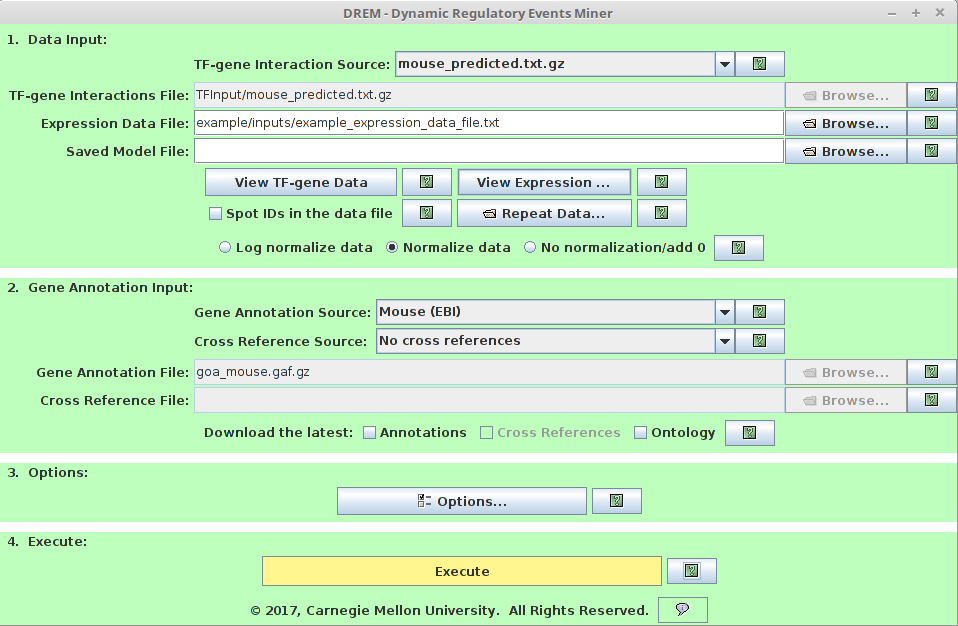 DREM - Dynamic Regulatory Events Miner
1. Data Input:
TF-gene Interaction Source: mouse_predicted.txt.gz
TF-gene Interactions File: TFInput/mouse_predicted.txt.gz Browse...
Expression Data File: example/inputs/example_expression_data_file.txt Browse...
Saved Model File: Browse...
View TF-gene Data View Expression ...
Spot IDs in the data file Repeat Data...
Log normalize data Normalize data No normalization/add 0
2. Gene Annotation Input:
Gene Annotation Source: Mouse (EBI)
Cross Reference Source: No cross references
Gene Annotation File: goa_mouse.gaf.gz Browse...
Cross Reference File: Browse...
Download the latest: Annotations Cross References Ontology
3. Options:
Options...
4. Execute:
Execute
© 2017, Carnegie Mellon University. All Rights Reserved.